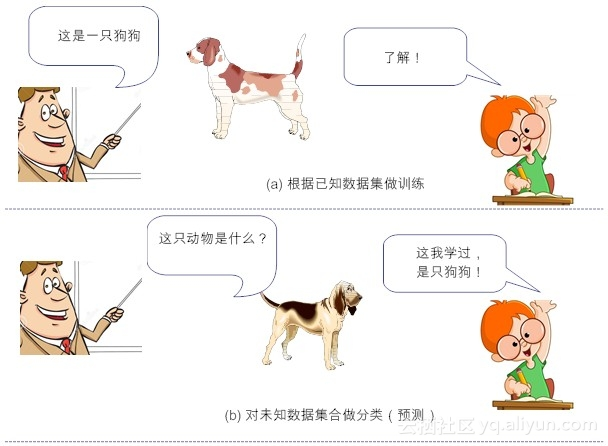 这是一只狗狗
了解！
(a) 根据已知数据集做训练
这只动物是什么？
这我学过，
是只狗狗！
(b) 对未知数据集合做分类（预测）
云栖社区 yq.aliyun.com